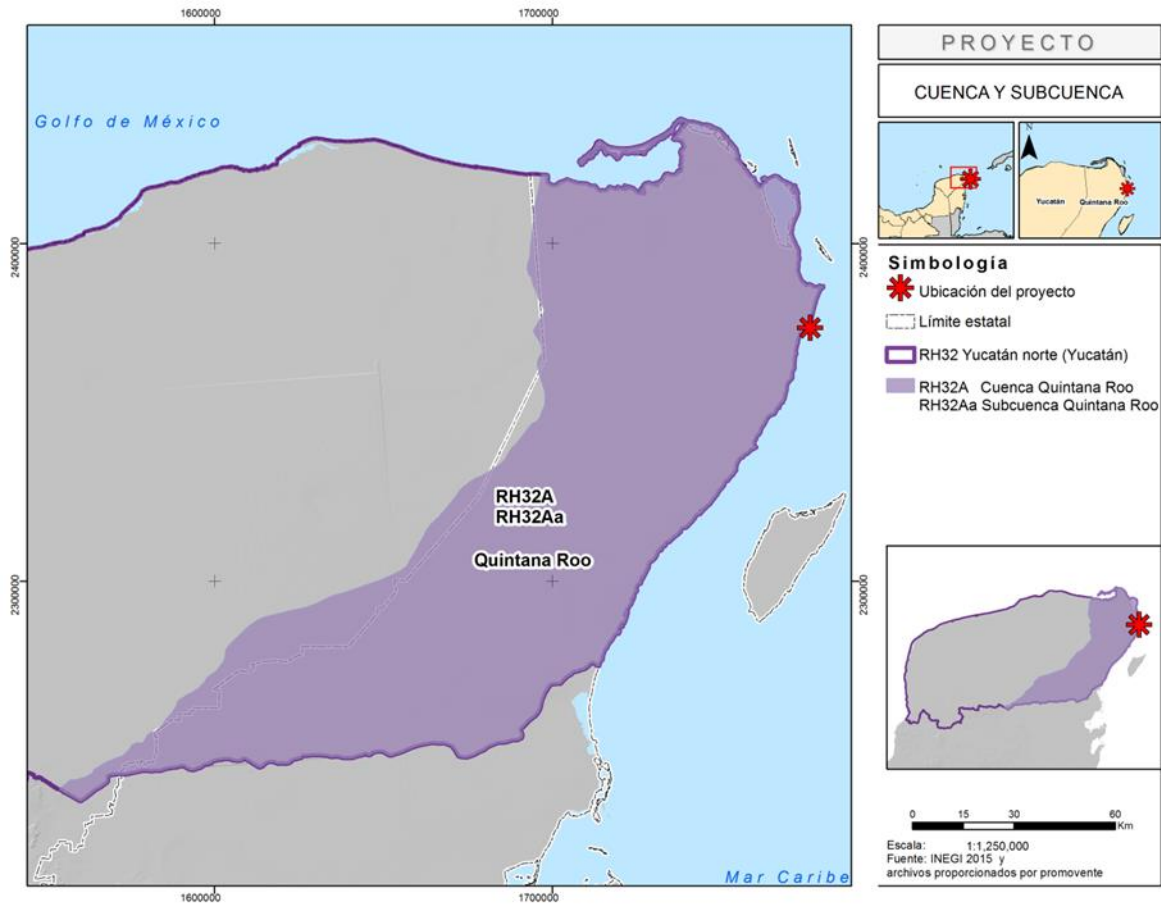 1600000
1700000
Golfo de México
2400000
2400000
2300000
2300000
RH32A
RH32Aa
Quintana Roo
Mar Caribe
1600000
1700000
PROYECTO
CUENCA Y SUBCUENCA
N
Yucatán
Quintana Roo
Simbología
Ubicación del proyecto
Límite estatal
RH32 Yucatán norte (Yucatán)
RH32A Cuenca Quintana Roo
RH32Aa Subcuenca Quintana Roo
0 15 30 60
Km
Escala: 1:1,250,000
Fuente: INEGI 2015 y
archivos proporcionados por promovente